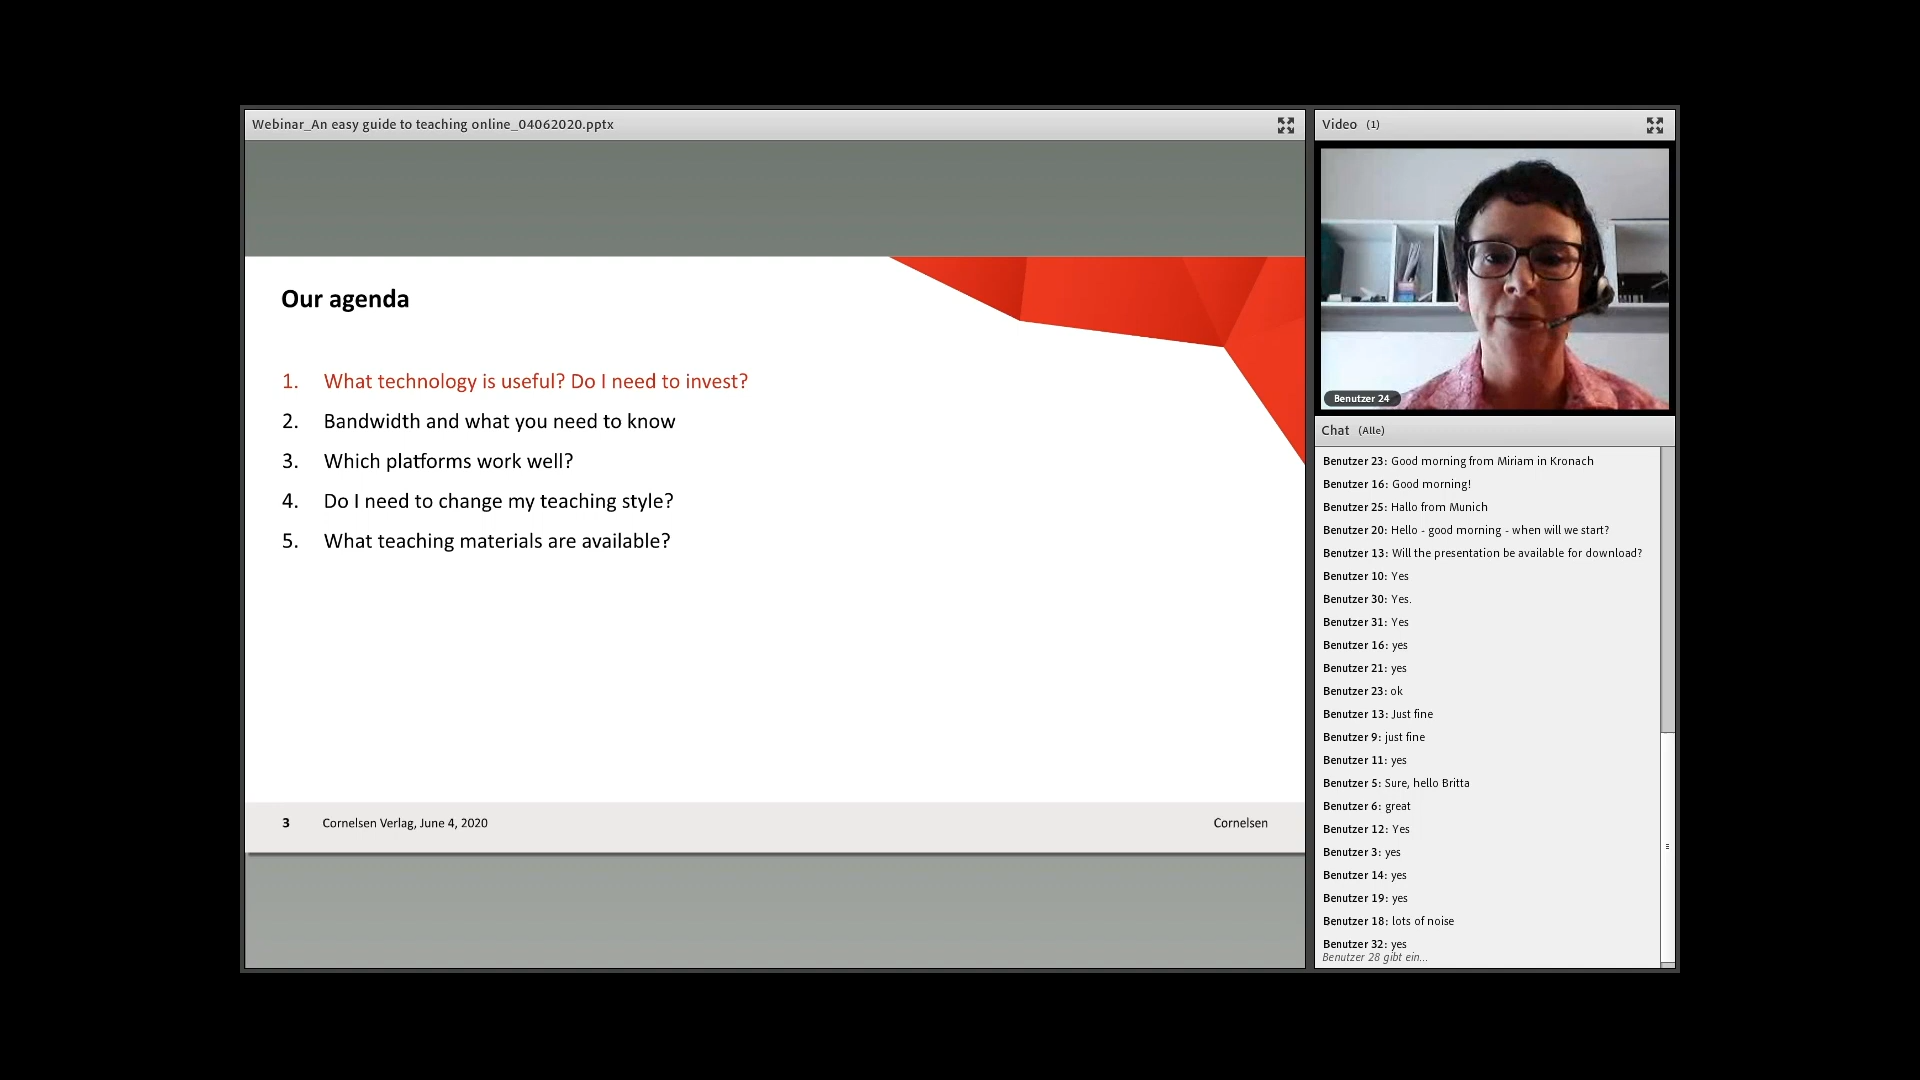 Webinar_An easy guide to teaching online_04062020.pptx
Our agenda
1. What technology is useful? Do I need to invest?
2. Bandwidth and what you need to know
3. Which platforms work well?
4. Do I need to change my teaching style?
5. What teaching materials are available?
3 Cornelsen Verlag, June 4, 2020 Cornelsen
Video (1)
Benutzer 24
Chat (Alle)
Benutzer 23: Good morning from Miriam in Kronach
Benutzer 16: Good morning!
Benutzer 25: Hallo from Munich
Benutzer 20: Hello - good morning - when will we start?
Benutzer 13: Will the presentation be available for download?
Benutzer 10: Yes
Benutzer 30: Yes.
Benutzer 31: Yes
Benutzer 16: yes
Benutzer 21: yes
Benutzer 23: ok
Benutzer 13: Just fine
Benutzer 9: just fine
Benutzer 11: yes
Benutzer 5: Sure, hello Britta
Benutzer 6: great
Benutzer 12: Yes
Benutzer 3: yes
Benutzer 14: yes
Benutzer 19: yes
Benutzer 18: lots of noise
Benutzer 32: yes
Benutzer 28 gibt ein...